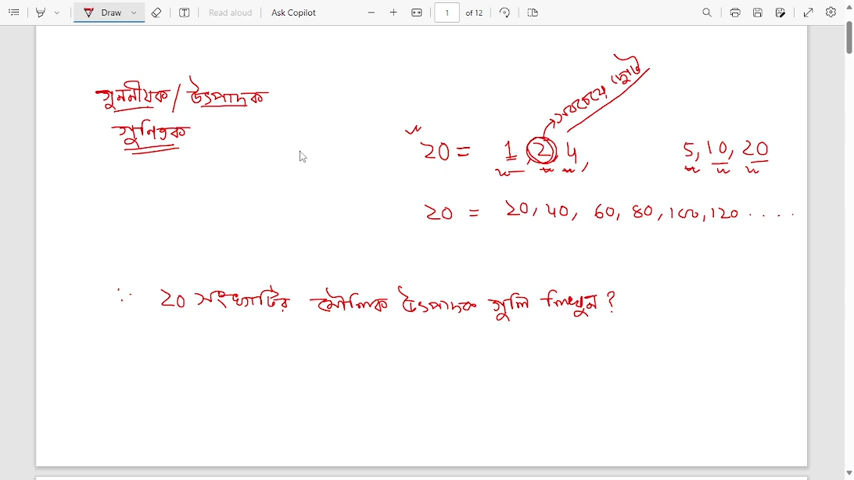 Draw
Read aloud
Ask Copilot
1 of 12
গুননীয়ক / উৎপাদক
গুনিতক
সবচেয়ে ছোট
20 = 1, 2, 4, 5, 10, 20
20 = 20, 40, 60, 80, 100, 120 ....
∵ 20 সংখ্যাটির মৌলিক উৎপাদক গুলি লিখুন?